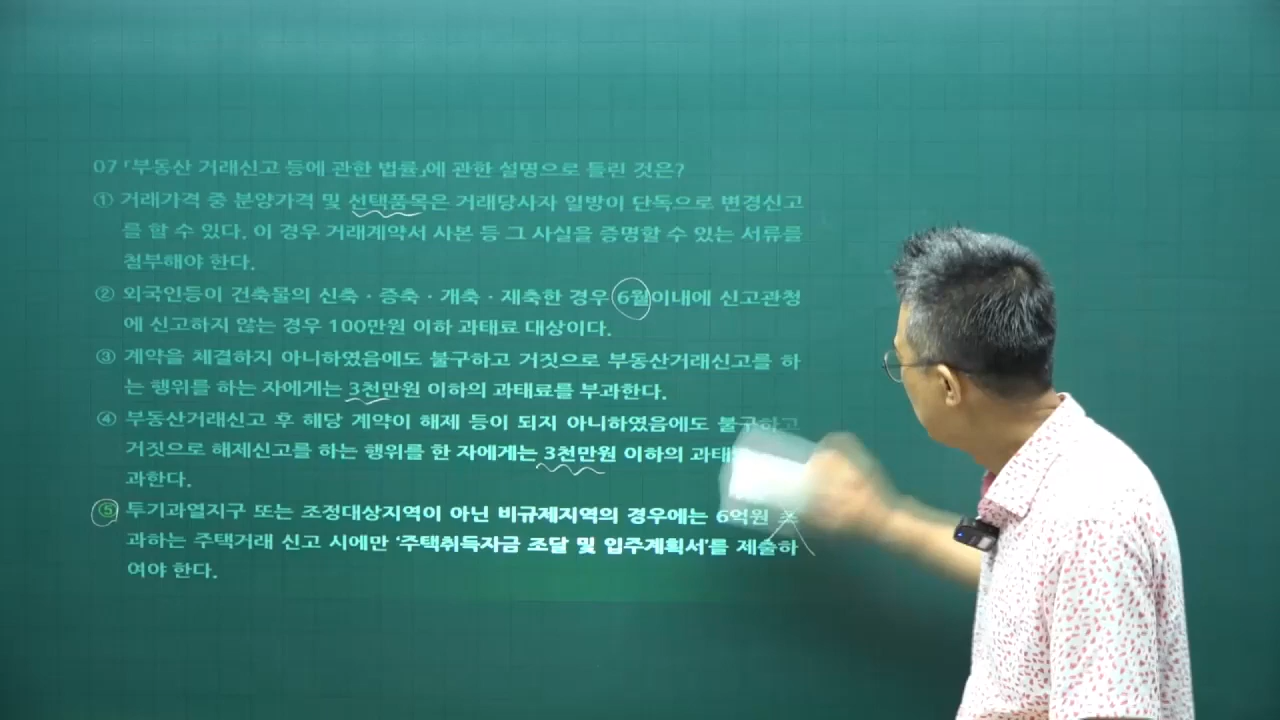 07 「부동산 거래신고 등에 관한 법률」에 관한 설명으로 틀린 것은?
① 거래가격 중 분양가격 및 선택품목은 거래당사자 일방이 단독으로 변경신고
를 할 수 있다. 이 경우 거래계약서 사본 등 그 사실을 증명할 수 있는 서류를
첨부해야 한다.
② 외국인등이 건축물의 신축·증축·개축·재축한 경우 6월이내에 신고관청
에 신고하지 않는 경우 100만원 이하 과태료 대상이다.
③ 계약을 체결하지 아니하였음에도 불구하고 거짓으로 부동산거래신고를 하
는 행위를 하는 자에게는 3천만원 이하의 과태료를 부과한다.
④ 부동산거래신고 후 해당 계약이 해제 등이 되지 아니하였음에도 불구하고
거짓으로 해제신고를 하는 행위를 한 자에게는 3천만원 이하의
과한다.
⑤ 투기과열지구 또는 조정대상지역이 아닌 비규제지역의 경우에는 6억원
과하는 주택거래 신고 시에만 '주택취득자금 조달 및 입주계획서'를 제출하
여야 한다.